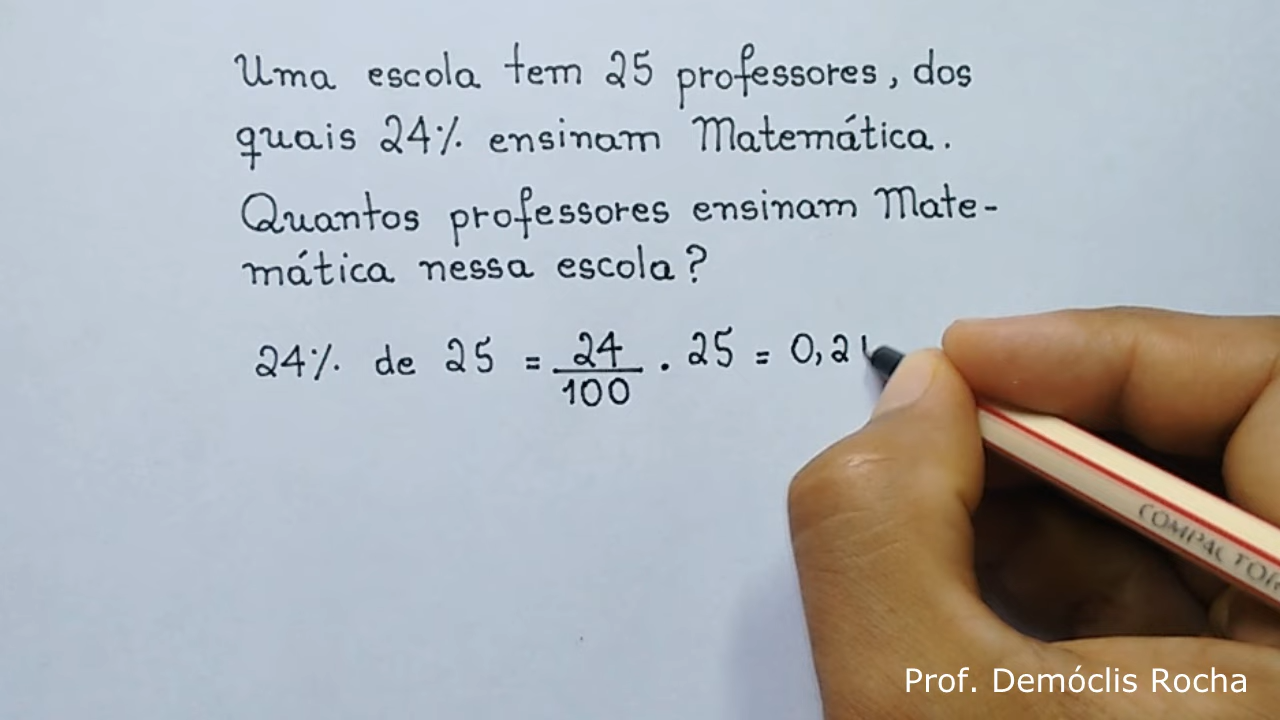 Uma escola tem 25 professores, dos
quais 24% ensinam Matemática.
Quantos professores ensinam Mate-
mática nessa escola?
24% de 25 = 24/100 . 25 = 0,24
COMPACTOR
Prof. Demóclis Rocha